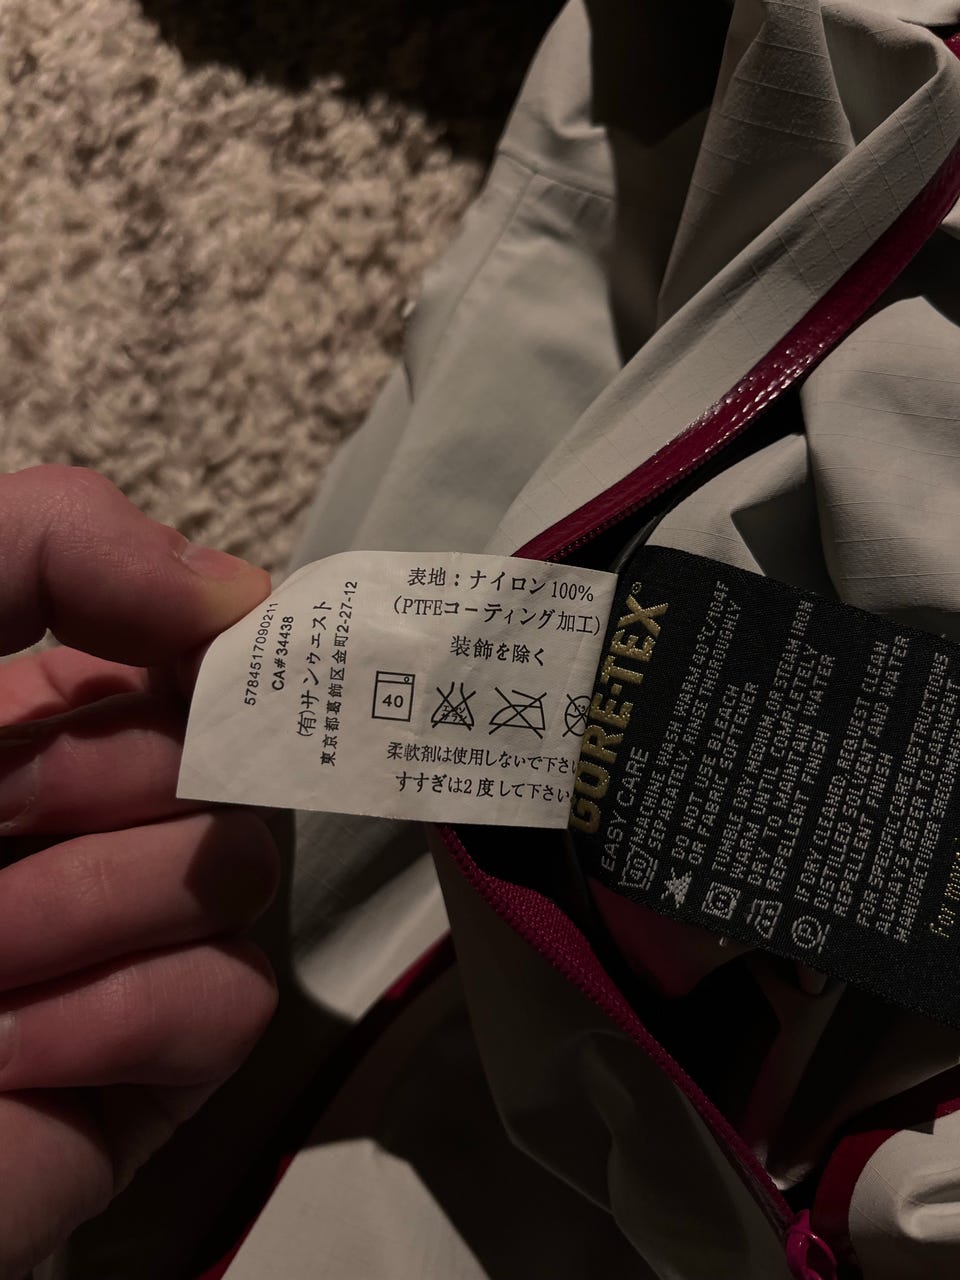 表地：ナイロン100%
(PTFEコーティング加工)
装飾を除く
40
柔軟剤は使用しないで下さい
すすぎは2度して下さい
5784517090211
CA#34438
(有)サンウエスト
東京都葛飾区金町2-27-12
GORE-TEX®
EASY CARE
MACHINE WASH WARM 40°C/104F
SEPARATELY RINSE THOROUGHLY
DO NOT USE BLEACH
OR FABRIC SOFTENER
TUMBLE DRY MEDIUM. STEAM IRON
WARM UNTIL COMPLETELY
DRY TO MAINTAIN WATER
REPELLENT FINISH
IF DRY CLEANED, REQUEST CLEAN
DISTILLED SOLVENT RINSE AND
REPELLENT FINISH WATER
FOR SPECIFIC CARE INSTRUCTIONS
ALWAYS REFER TO GARMENT'S
MANUFACTURER